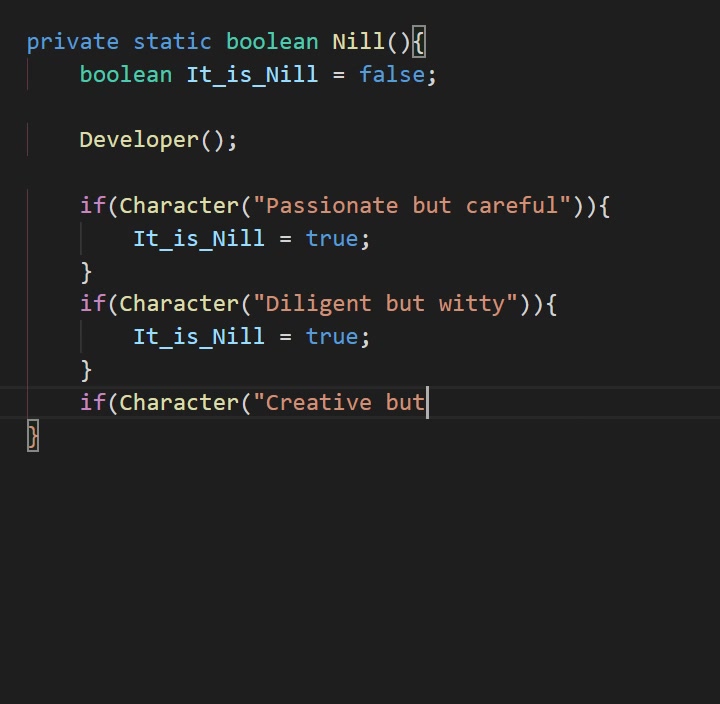 private static boolean Nill(){
    boolean It_is_Nill = false;
    Developer();
    if(Character("Passionate but careful")){
        It_is_Nill = true;
    }
    if(Character("Diligent but witty")){
        It_is_Nill = true;
    }
    if(Character("Creative but
}